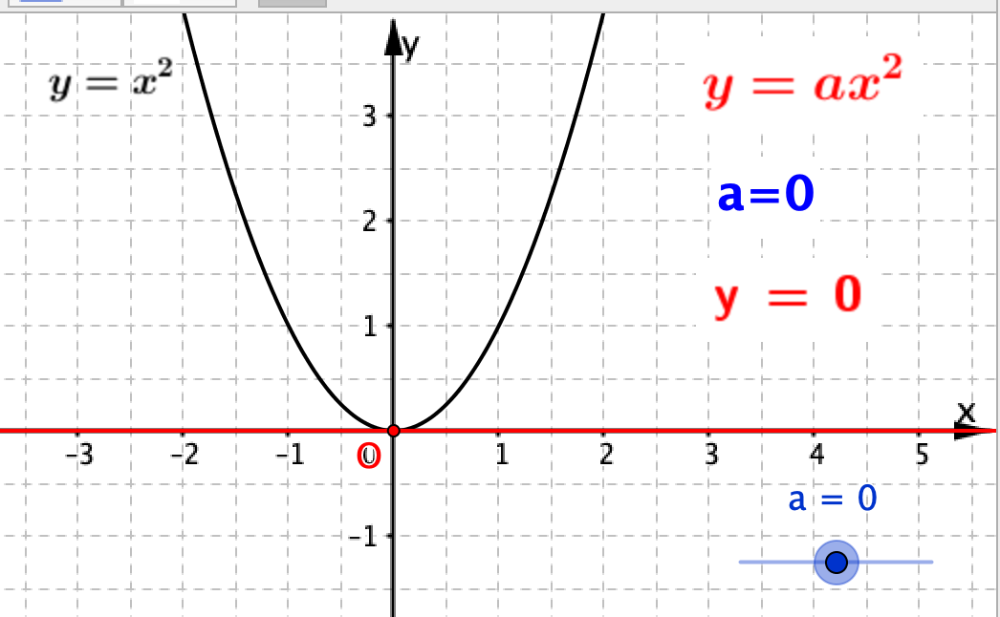 y
y = x²
y = ax²
3
a=0
2
y = 0
1
x
-3 -2 -1 0 O 1 2 3 4 5
a = 0
-1